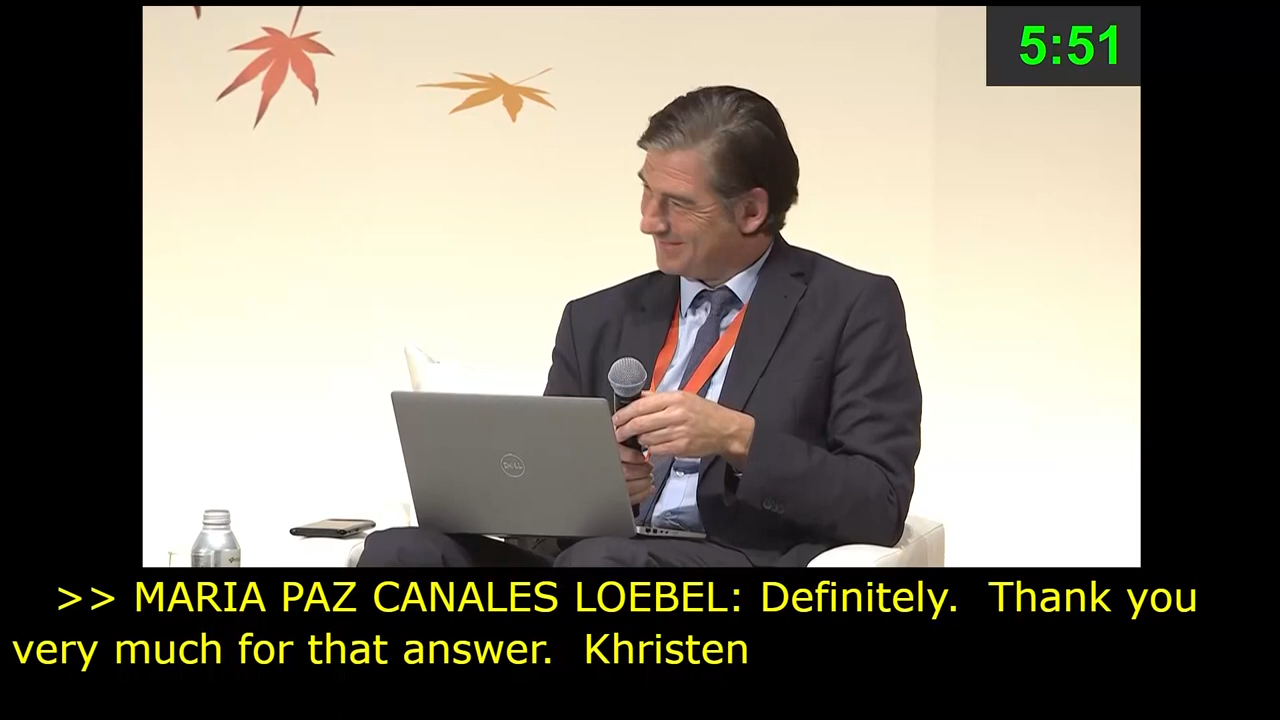 5:51
DELL
>> MARIA PAZ CANALES LOEBEL: Definitely.  Thank you
very much for that answer.  Khristen